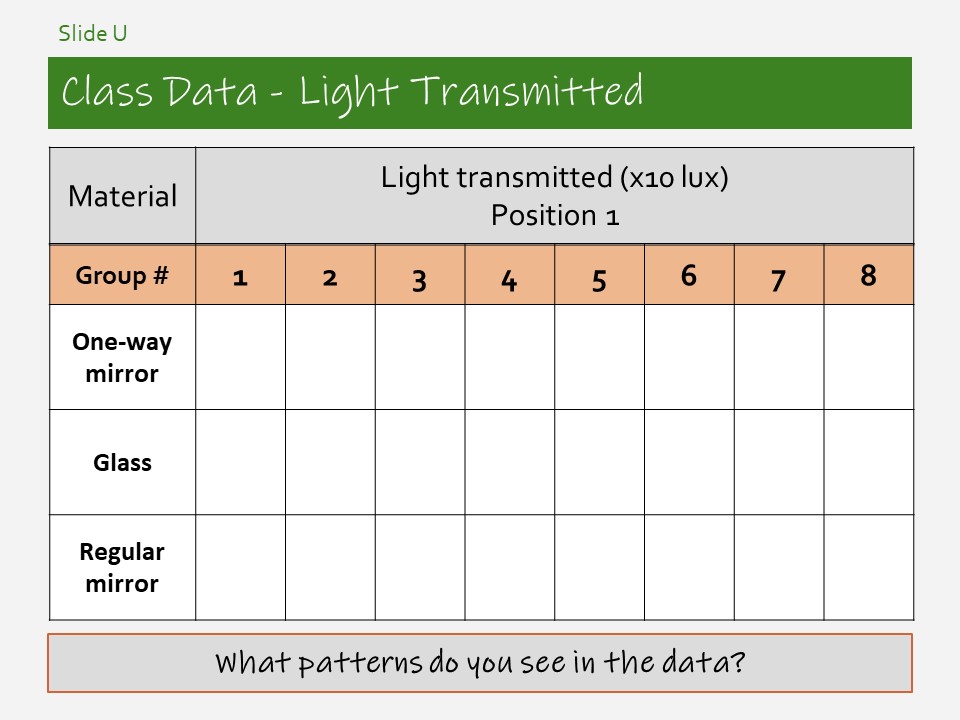 Slide U
Class Data - Light Transmitted
Material
Light transmitted (x10 lux)
Position 1
Group # 1 2 3 4 5 6 7 8
One-way
mirror
Glass
Regular
mirror
What patterns do you see in the data?